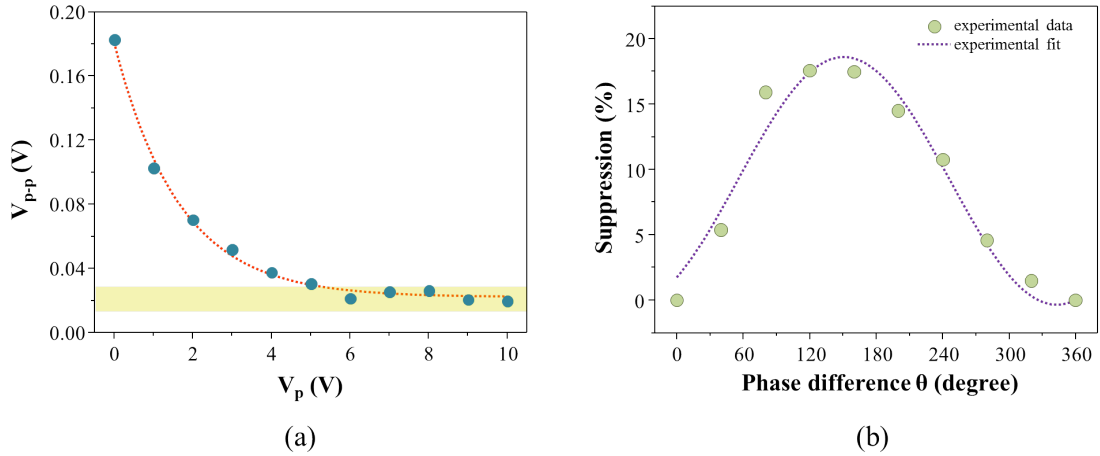 0.20
0.16
0.12
0.08
0.04
0.00
V_p-p (V)
0 2 4 6 8 10
V_p (V)
(a)
experimental data
experimental fit
20
15
10
5
0
Suppression (%)
0 60 120 180 240 300 360
Phase difference θ (degree)
(b)